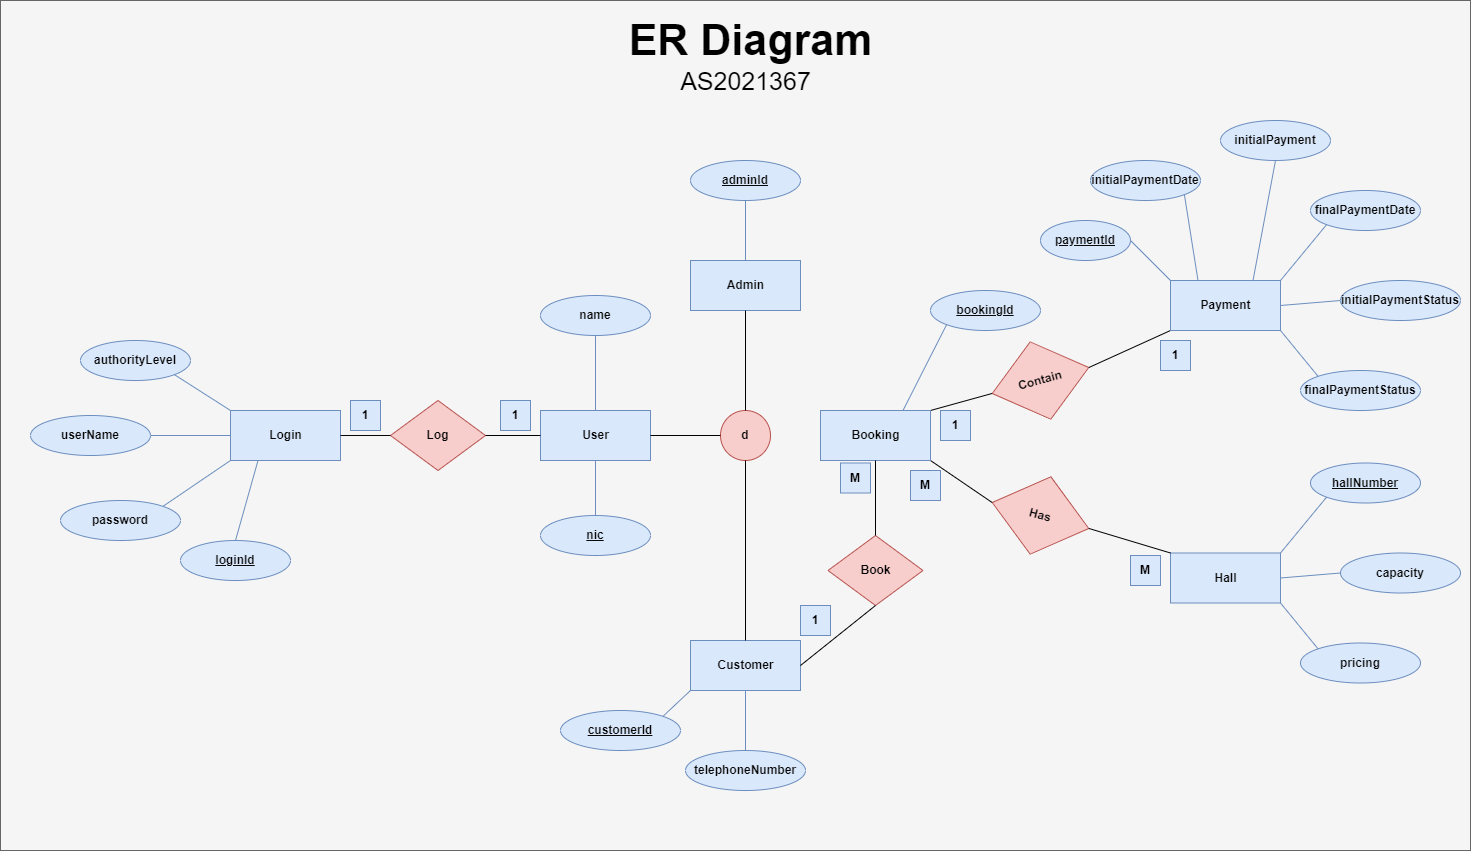 ER Diagram
AS2021367
initialPayment
adminId
initialPaymentDate
finalPaymentDate
paymentId
Admin
Payment
initialPaymentStatus
name
bookingId
authorityLevel
1
Contain
finalPaymentStatus
userName
Login
1
Log
1
User
d
Booking
1
M
M
hallNumber
password
loginId
nic
Has
Book
M
Hall
capacity
1
Customer
pricing
customerId
telephoneNumber